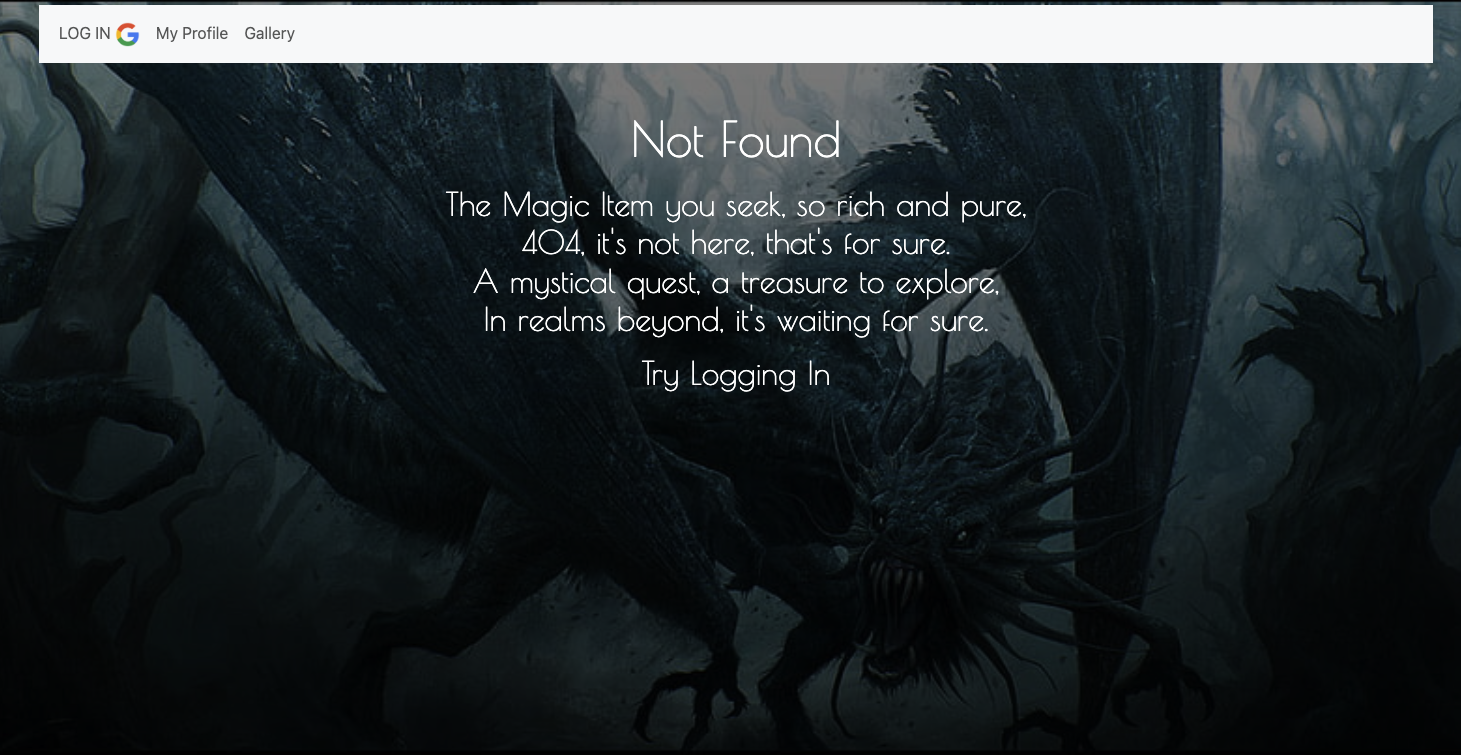 LOG IN My Profile Gallery
Not Found
The Magic Item you seek, so rich and pure,
404, it's not here, that's for sure.
A mystical quest, a treasure to explore,
In realms beyond, it's waiting for sure.
Try Logging In